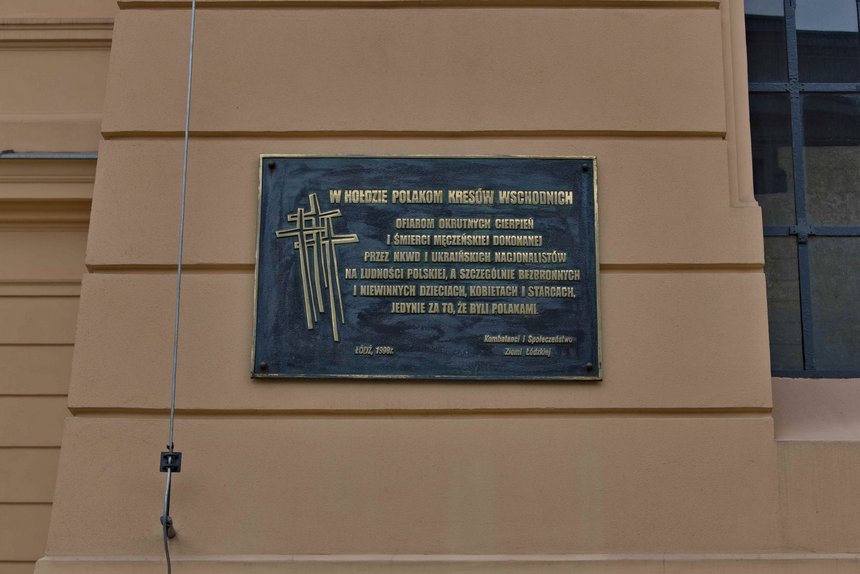 W HOŁDZIE POLAKOM KRESÓW WSCHODNICH
OFIAROM OKRUTNYCH CIERPIEŃ
I ŚMIERCI MĘCZEŃSKIEJ DOKONANEJ
PRZEZ NKWD I UKRAIŃSKICH NACJONALISTÓW
NA LUDNOŚCI POLSKIEJ, A SZCZEGÓLNIE BEZBRONNYCH
I NIEWINNYCH DZIECIACH, KOBIETACH I STARCACH,
JEDYNIE ZA TO, ŻE BYLI POLAKAMI.
Kombatanci i Społeczeństwo
Ziemi Łódzkiej
ŁÓDŹ, 1999r.